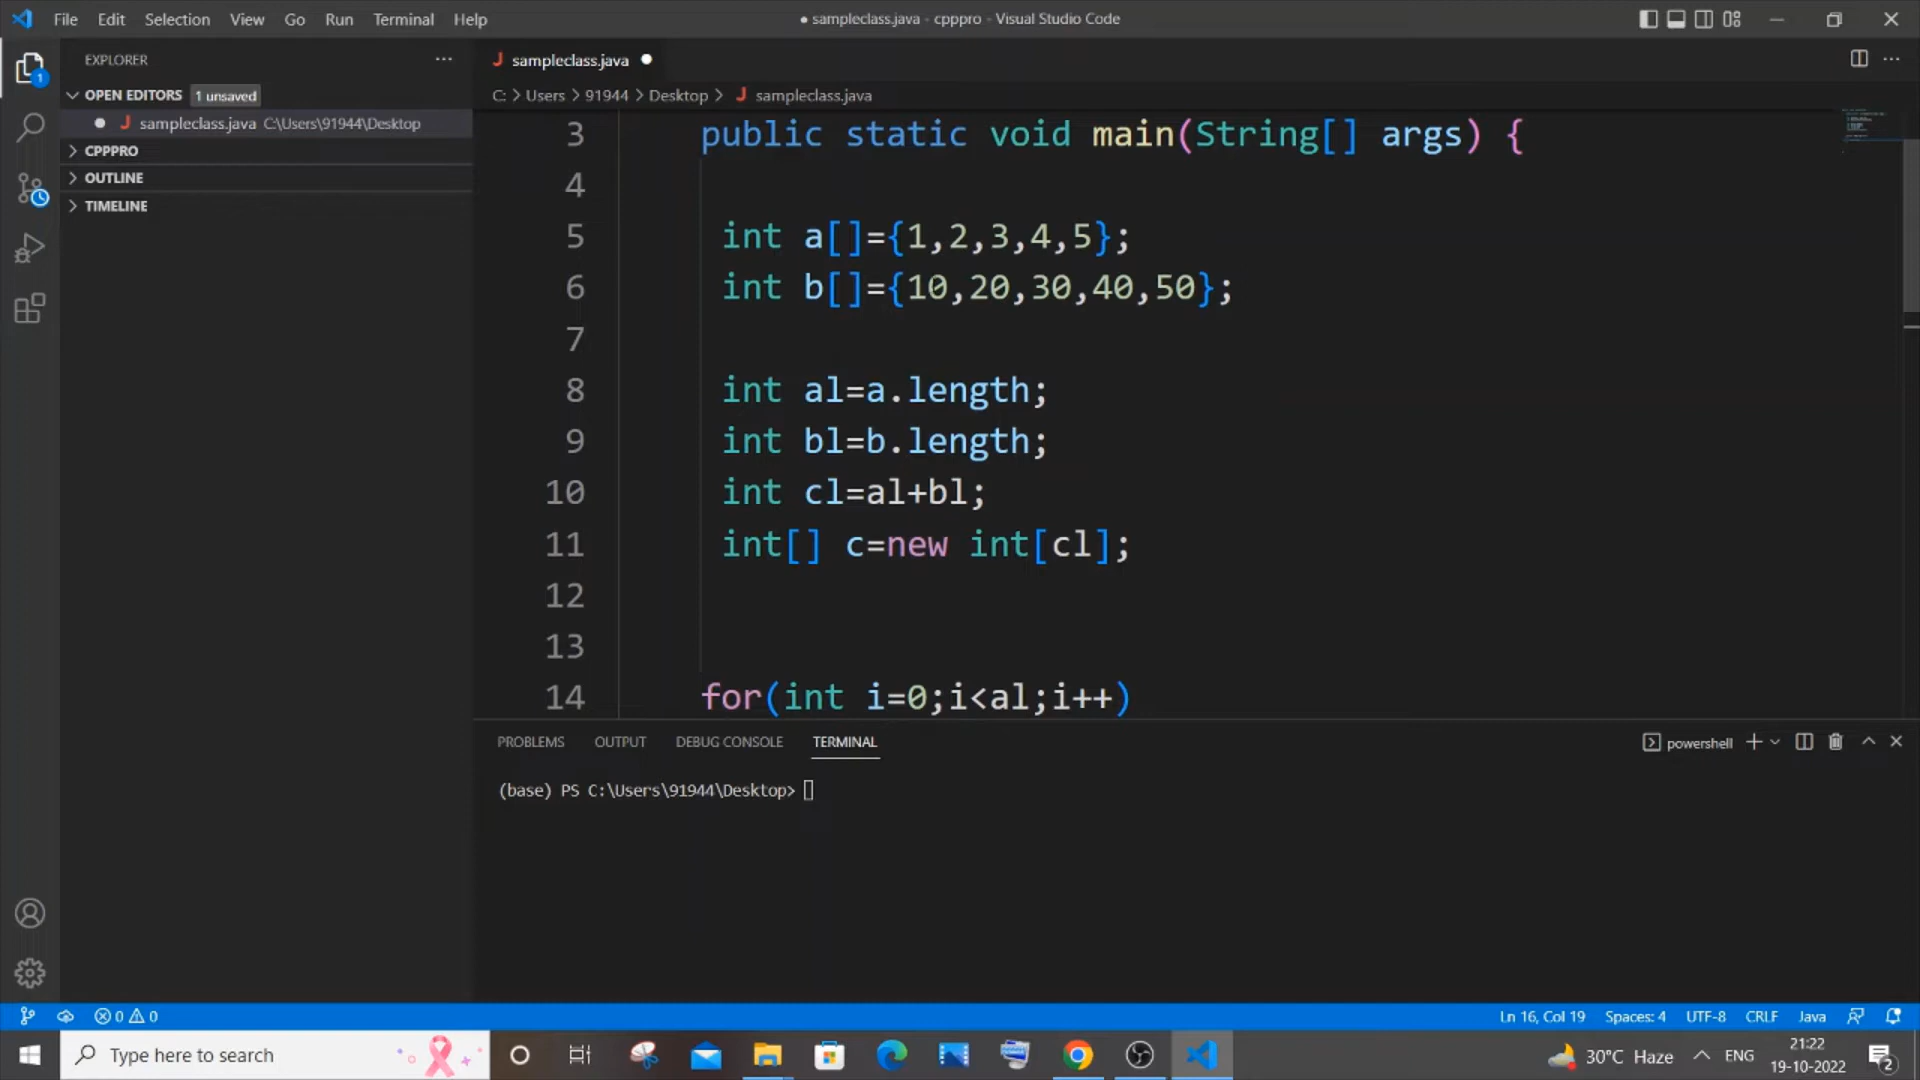 File Edit Selection View Go Run Terminal Help
● sampleclass.java - cpppro - Visual Studio Code
EXPLORER
OPEN EDITORS 1 unsaved
sampleclass.java C:\Users\91944\Desktop
CPPPRO
OUTLINE
TIMELINE
1
J sampleclass.java
C: > Users > 91944 > Desktop > J sampleclass.java
3 public static void main(String[] args) {
4
5 int a[]={1,2,3,4,5};
6 int b[]={10,20,30,40,50};
7
8 int al=a.length;
9 int bl=b.length;
10 int cl=al+bl;
11 int[] c=new int[cl];
12
13
14 for(int i=0;i<al;i++)
PROBLEMS OUTPUT DEBUG CONSOLE TERMINAL
powershell
(base) PS C:\Users\91944\Desktop>
0 0
Ln 16, Col 19 Spaces: 4 UTF-8 CRLF Java
Type here to search
30°C Haze ENG
21:22
19-10-2022
2